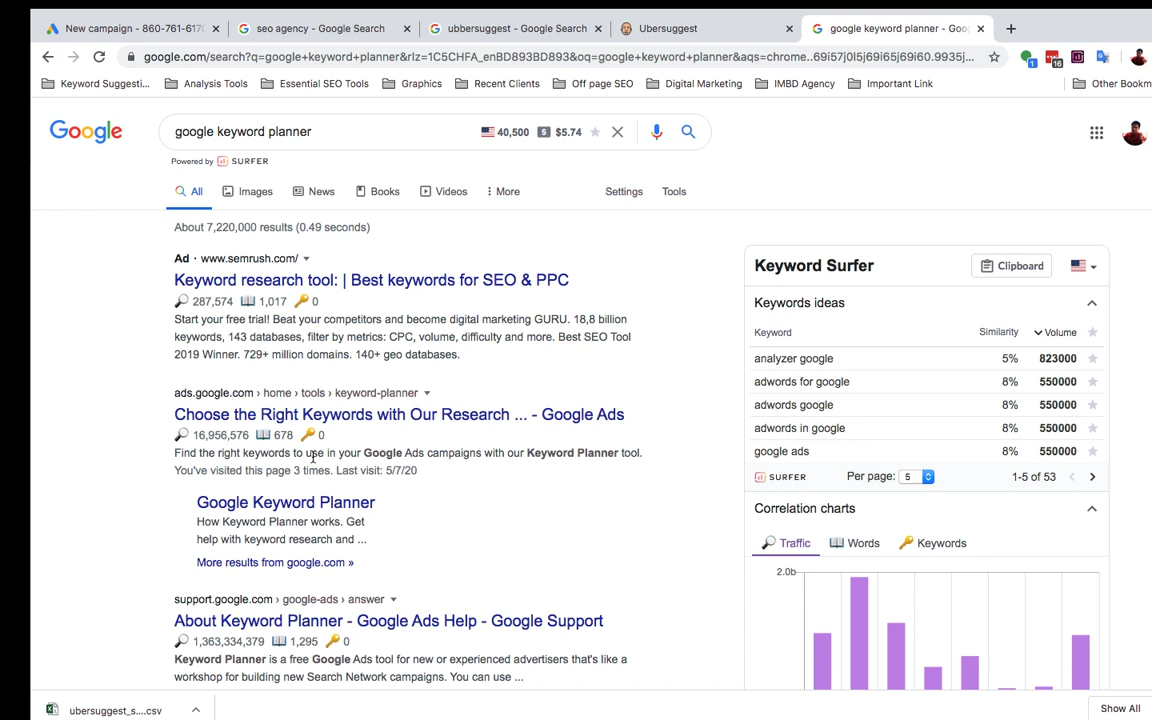 New campaign - 860-761-6170
seo agency - Google Search
ubbersuggest - Google Search
Ubersuggest
google keyword planner - Goo
google.com/search?q=google+keyword+planner&rlz=1C5CHFA_enBD893BD893&oq=google+keyword+planner&aqs=chrome..69i57j0l5j69i65j69i60.9935j...
1
16
Keyword Suggesti...
Analysis Tools
Essential SEO Tools
Graphics
Recent Clients
Off page SEO
Digital Marketing
IMBD Agency
Important Link
Other Bookm
Google
google keyword planner
40,500
$
$5.74
Powered by SURFER
All
Images
News
Books
Videos
More
Settings
Tools
About 7,220,000 results (0.49 seconds)
Ad · www.semrush.com/
Keyword research tool: | Best keywords for SEO & PPC
287,574 1,017 0
Start your free trial! Beat your competitors and become digital marketing GURU. 18,8 billion
keywords, 143 databases, filter by metrics: CPC, volume, difficulty and more. Best SEO Tool
2019 Winner. 729+ million domains. 140+ geo databases.
ads.google.com › home › tools › keyword-planner
Choose the Right Keywords with Our Research ... - Google Ads
16,956,576 678 0
Find the right keywords to use in your Google Ads campaigns with our Keyword Planner tool.
You've visited this page 3 times. Last visit: 5/7/20
Google Keyword Planner
How Keyword Planner works. Get
help with keyword research and ...
More results from google.com »
support.google.com › google-ads › answer
About Keyword Planner - Google Ads Help - Google Support
1,363,334,379 1,295 0
Keyword Planner is a free Google Ads tool for new or experienced advertisers that's like a
workshop for building new Search Network campaigns. You can use ...
Keyword Surfer
Clipboard
Keywords ideas
Keyword Similarity Volume
analyzer google 5% 823000
adwords for google 8% 550000
adwords google 8% 550000
adwords in google 8% 550000
google ads 8% 550000
SURFER Per page: 5 1-5 of 53
Correlation charts
Traffic Words Keywords
2.0b
ubersuggest_s....csv
Show All